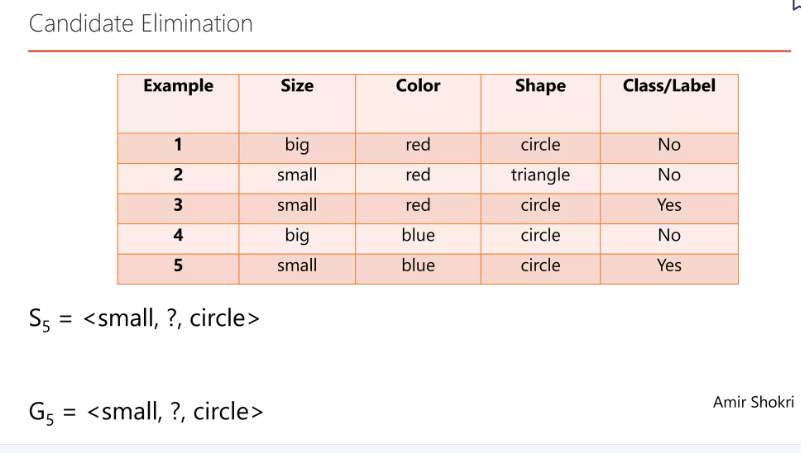 Candidate Elimination
Example Size Color Shape Class/Label
1 big red circle No
2 small red triangle No
3 small red circle Yes
4 big blue circle No
5 small blue circle Yes
S5 = <small, ?, circle>
G5 = <small, ?, circle>
Amir Shokri